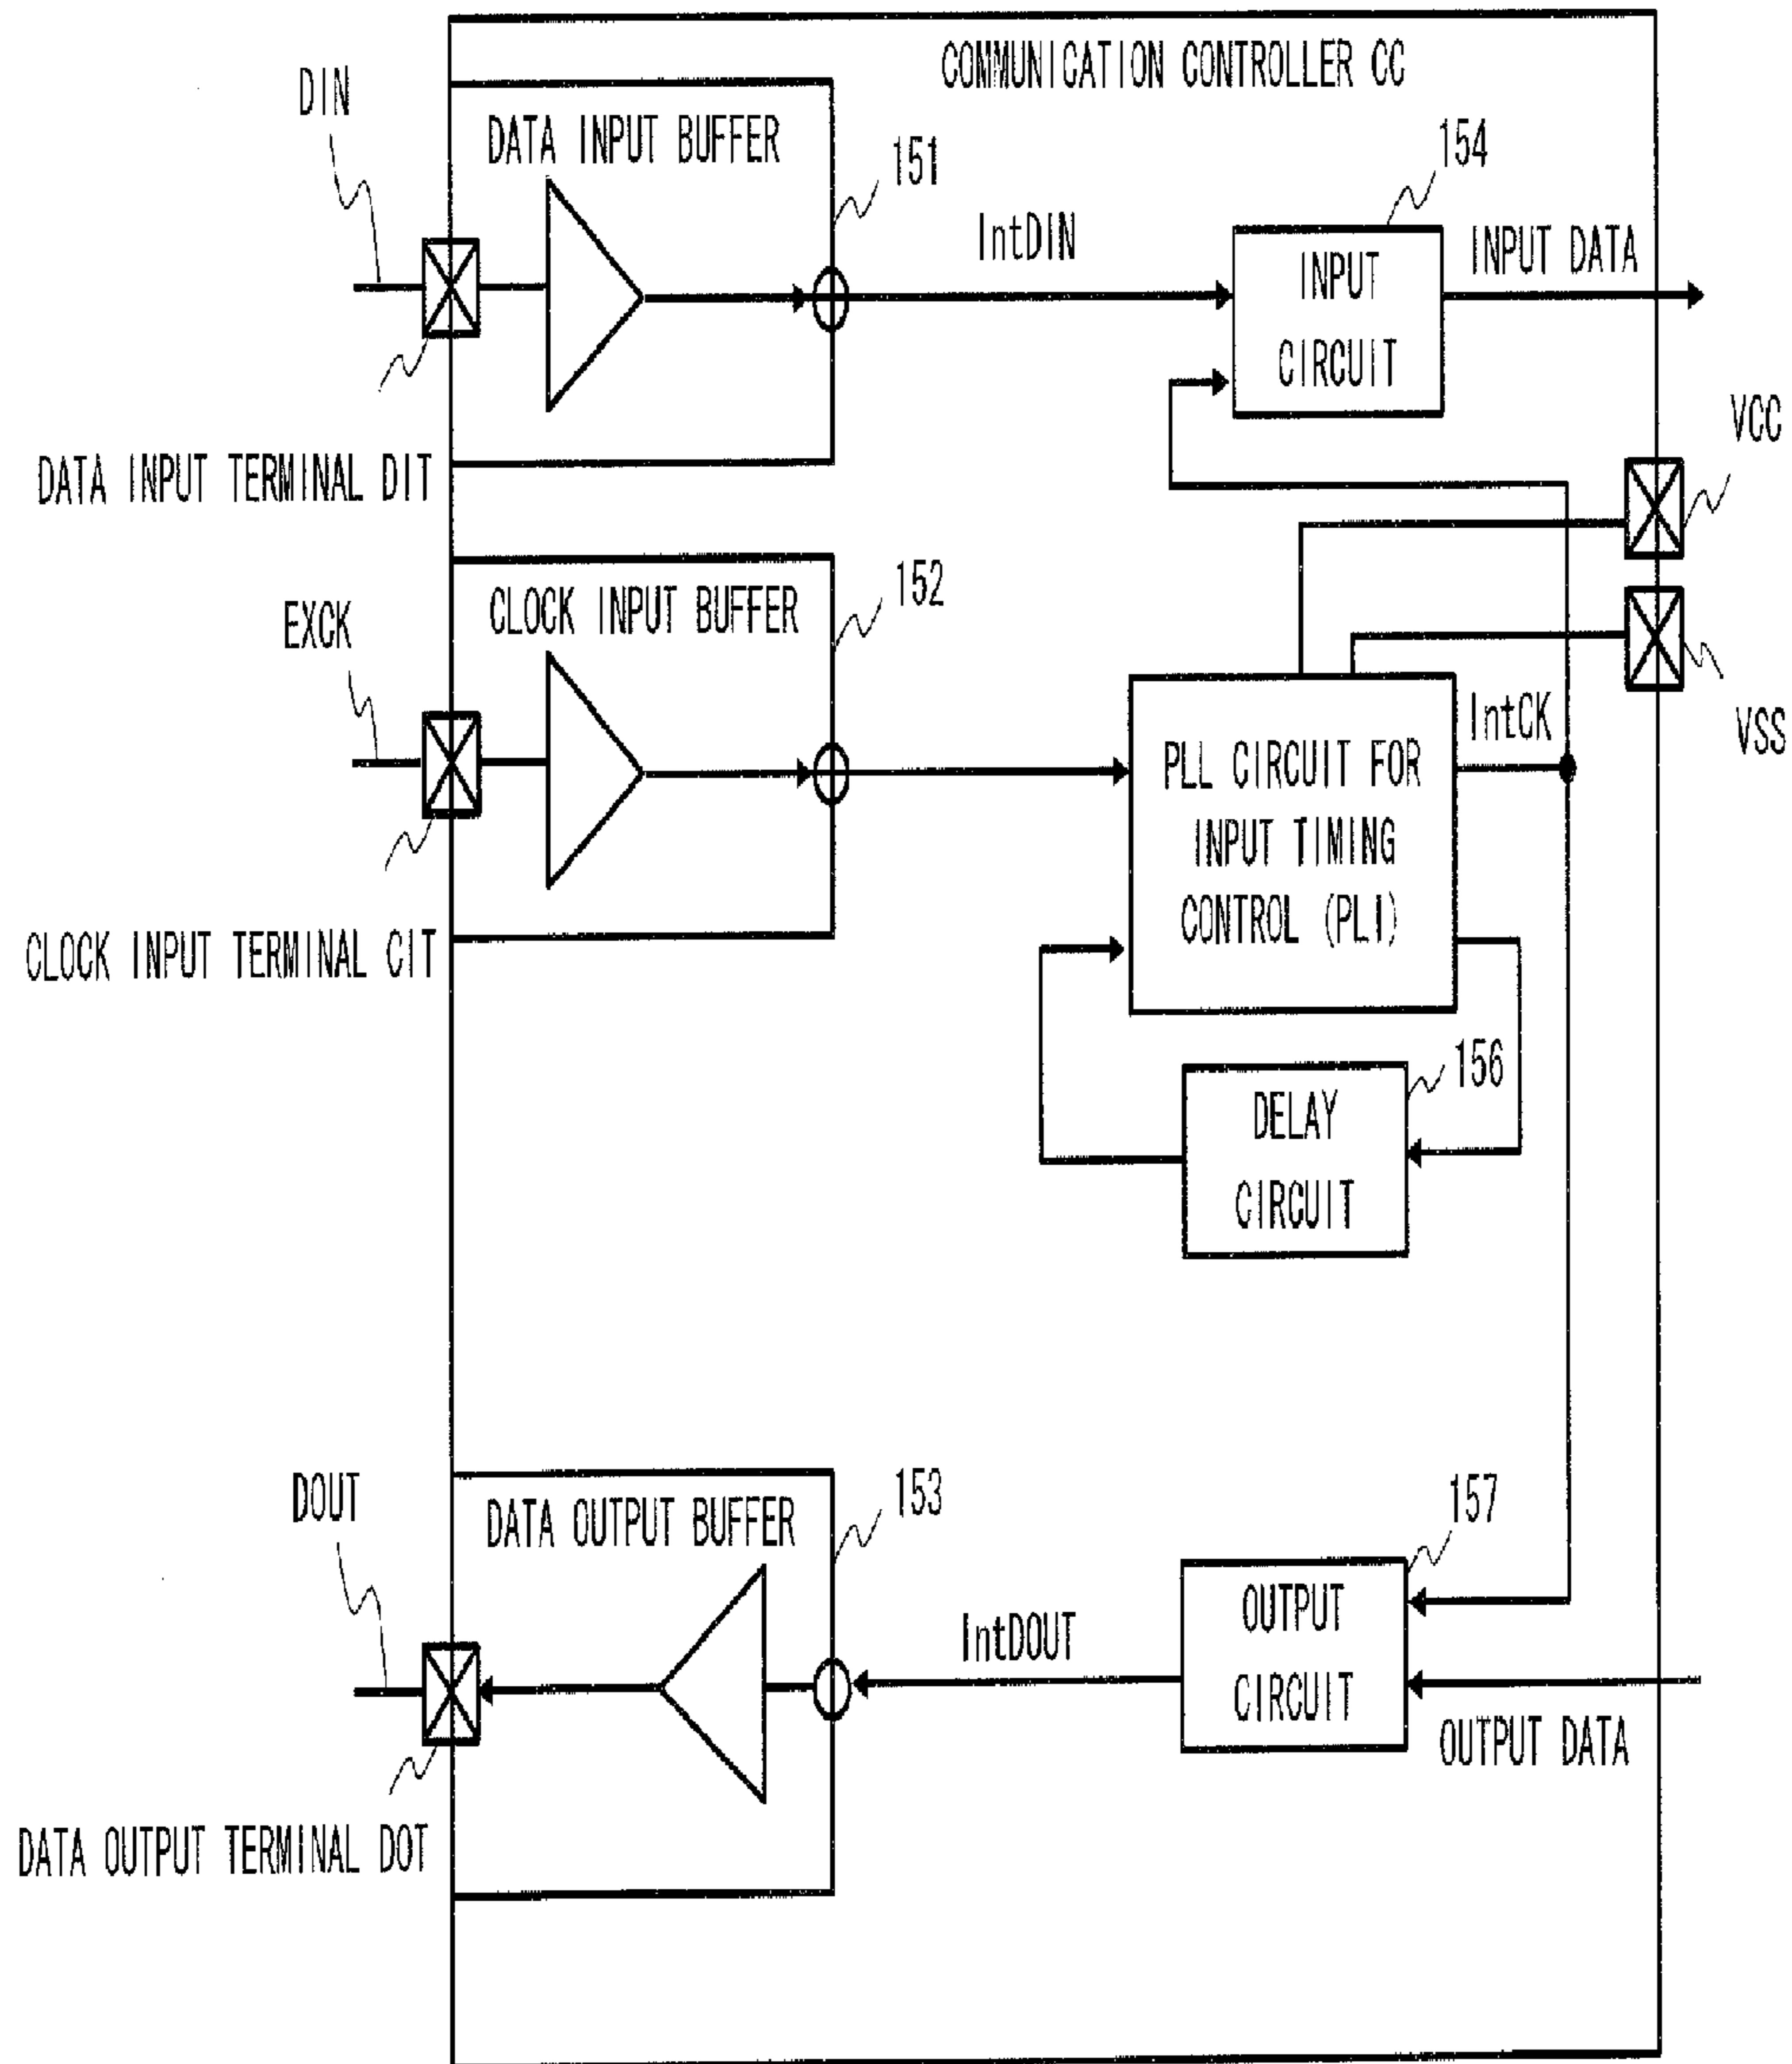 COMMUNICATION CONTROLLER CC
DIN
DATA INPUT BUFFER
151
154
IntDIN
INPUT
CIRCUIT
INPUT DATA
VCC
DATA INPUT TERMINAL DIT
152
EXCK
CLOCK INPUT BUFFER
VSS
IntCK
PLL CIRCUIT FOR
INPUT TIMING
CONTROL (PLI)
CLOCK INPUT TERMINAL CIT
156
DELAY
CIRCUIT
DOUT
DATA OUTPUT BUFFER
153
157
IntDOUT
OUTPUT
CIRCUIT
OUTPUT DATA
DATA OUTPUT TERMINAL DOT